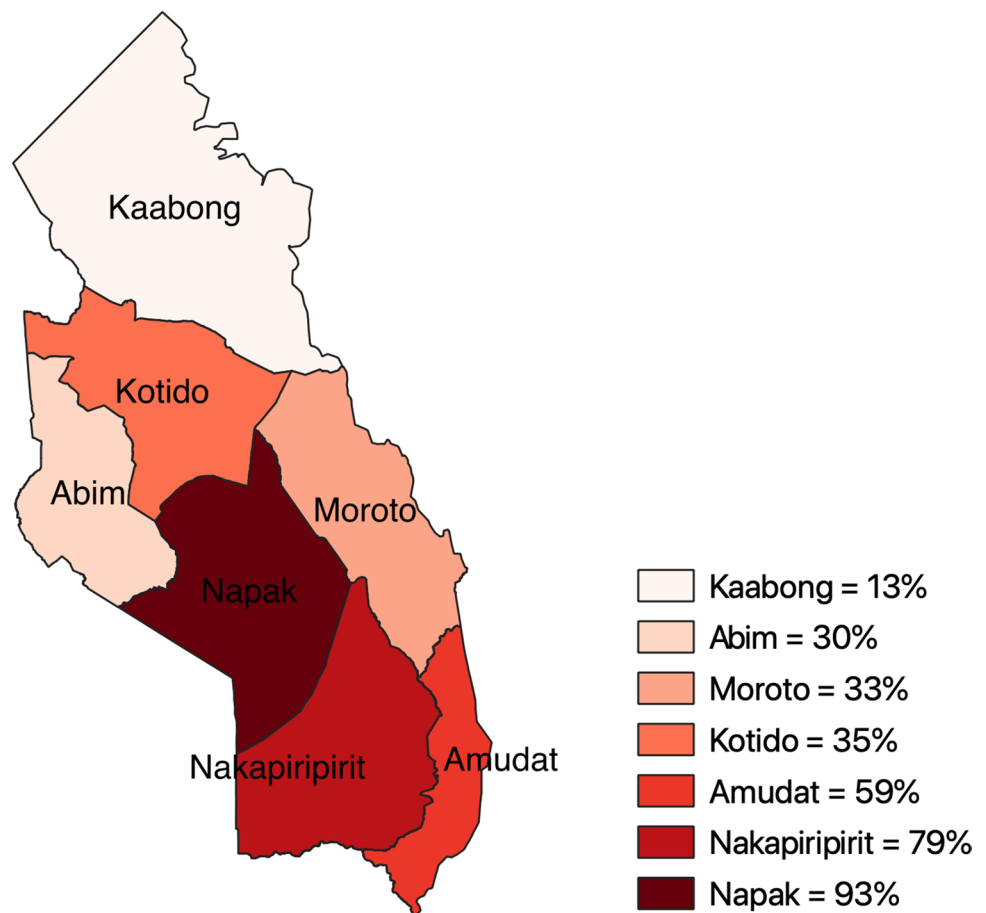 Kaabong
Kotido
Abim
Moroto
Napak
Nakapiripirit
Amudat
Kaabong = 13%
Abim = 30%
Moroto = 33%
Kotido = 35%
Amudat = 59%
Nakapiripirit = 79%
Napak = 93%